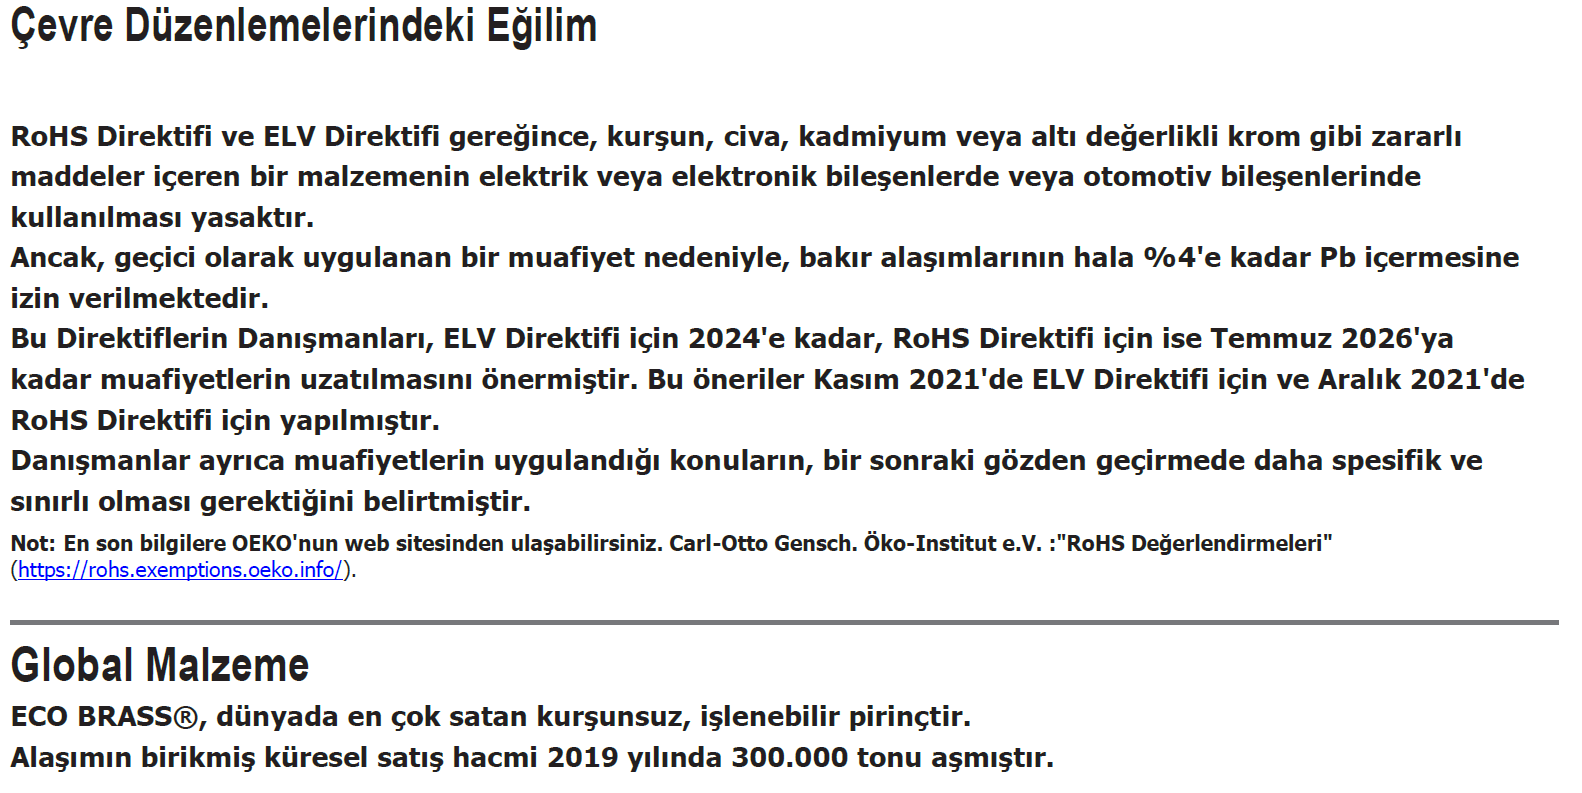 Çevre Düzenlemelerindeki Eğilim
RoHS Direktifi ve ELV Direktifi gereğince, kurşun, civa, kadmiyum veya altı değerlikli krom gibi zararlı
maddeler içeren bir malzemenin elektrik veya elektronik bileşenlerde veya otomotiv bileşenlerinde
kullanılması yasaktır.
Ancak, geçici olarak uygulanan bir muafiyet nedeniyle, bakır alaşımlarının hala %4'e kadar Pb içermesine
izin verilmektedir.
Bu Direktiflerin Danışmanları, ELV Direktifi için 2024'e kadar, RoHS Direktifi için ise Temmuz 2026'ya
kadar muafiyetlerin uzatılmasını önermiştir. Bu öneriler Kasım 2021'de ELV Direktifi için ve Aralık 2021'de
RoHS Direktifi için yapılmıştır.
Danışmanlar ayrıca muafiyetlerin uygulandığı konuların, bir sonraki gözden geçirmede daha spesifik ve
sınırlı olması gerektiğini belirtmiştir.
Not: En son bilgilere OEKO'nun web sitesinden ulaşabilirsiniz. Carl-Otto Gensch. Öko-Institut e.V. :"RoHS Değerlendirmeleri"
(https://rohs.exemptions.oeko.info/).
Global Malzeme
ECO BRASS®, dünyada en çok satan kurşunsuz, işlenebilir pirinçtir.
Alaşımın birikmiş küresel satış hacmi 2019 yılında 300.000 tonu aşmıştır.